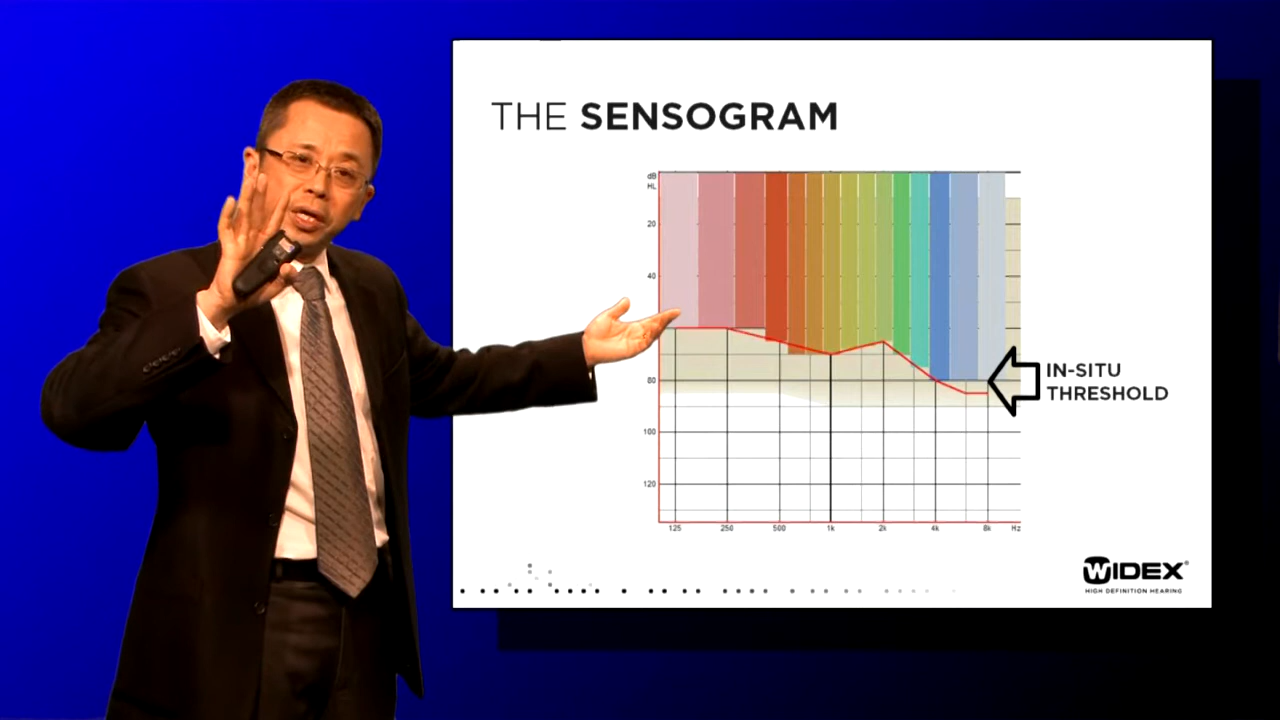 THE SENSOGRAM
dB
HL
20
40
80
100
120
125 250 500 1k 2k 4k 8k Hz
IN-SITU
THRESHOLD
WIDEX®
HIGH DEFINITION HEARING